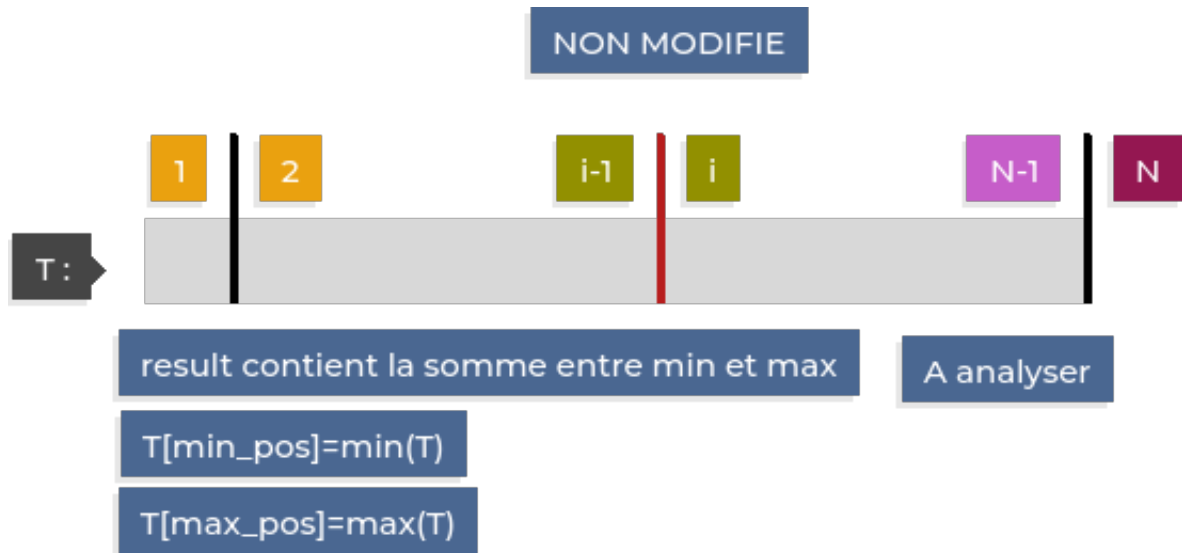 NON MODIFIE
1 2 i-1 i N-1 N
T :
result contient la somme entre min et max
A analyser
T[min_pos]=min(T)
T[max_pos]=max(T)